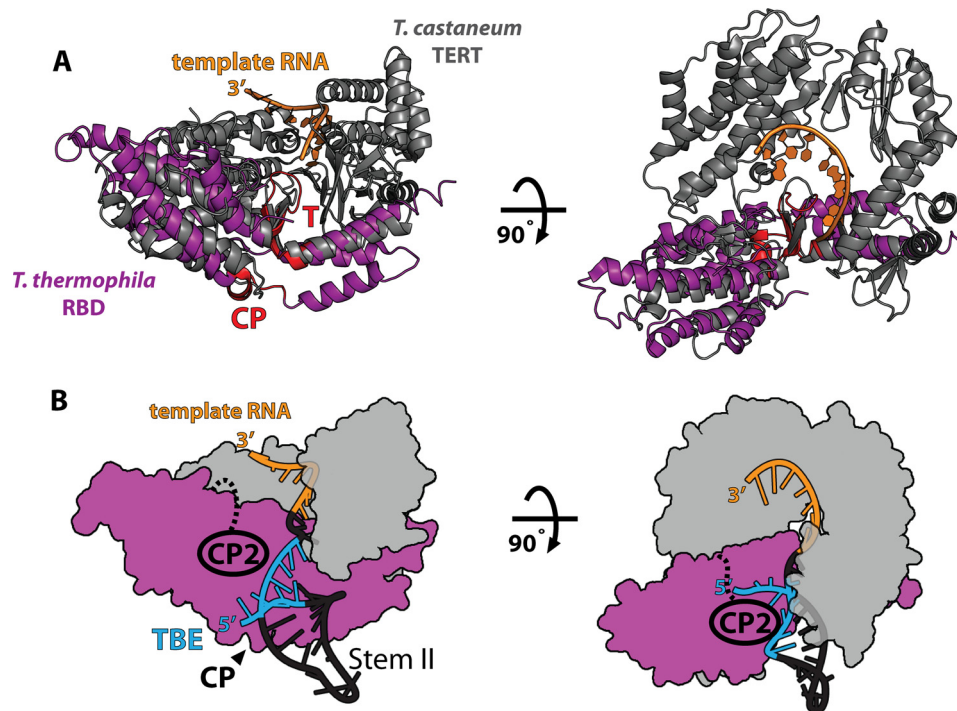 A
T. castaneum
TERT
template RNA
3′
T
T. thermophila
RBD
CP
90°
B
template RNA
3′
CP2
5′
TBE
CP
Stem II
90°
3′
5′
CP2